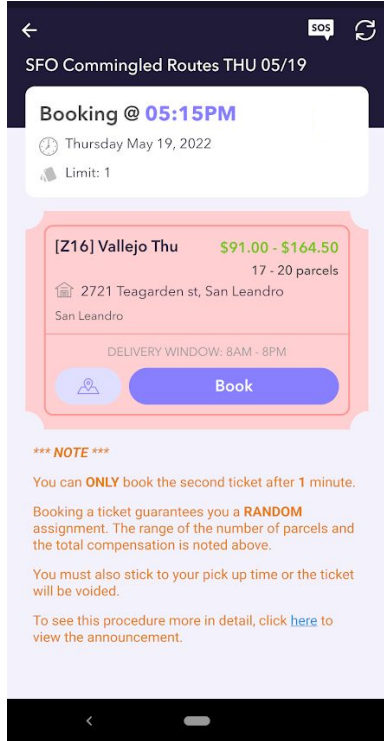 SOS
SFO Commingled Routes THU 05/19
Booking @ 05:15PM
Thursday May 19, 2022
Limit: 1
[Z16] Vallejo Thu $91.00 - $164.50
17 - 20 parcels
2721 Teagarden st, San Leandro
San Leandro
DELIVERY WINDOW: 8AM - 8PM
Book
*** NOTE ***
You can ONLY book the second ticket after 1 minute.
Booking a ticket guarantees you a RANDOM
assignment. The range of the number of parcels and
the total compensation is noted above.
You must also stick to your pick up time or the ticket
will be voided.
To see this procedure more in detail, click here to
view the announcement.